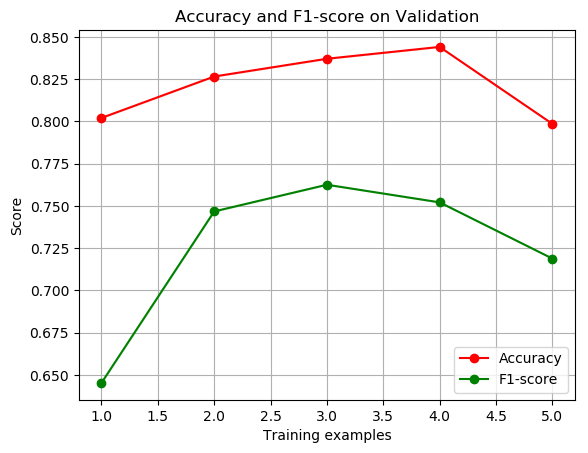 Accuracy and F1-score on Validation
0.850
0.825
0.800
0.775
0.750
0.725
0.700
0.675
0.650
Score
1.0 1.5 2.0 2.5 3.0 3.5 4.0 4.5 5.0
Training examples
Accuracy
F1-score